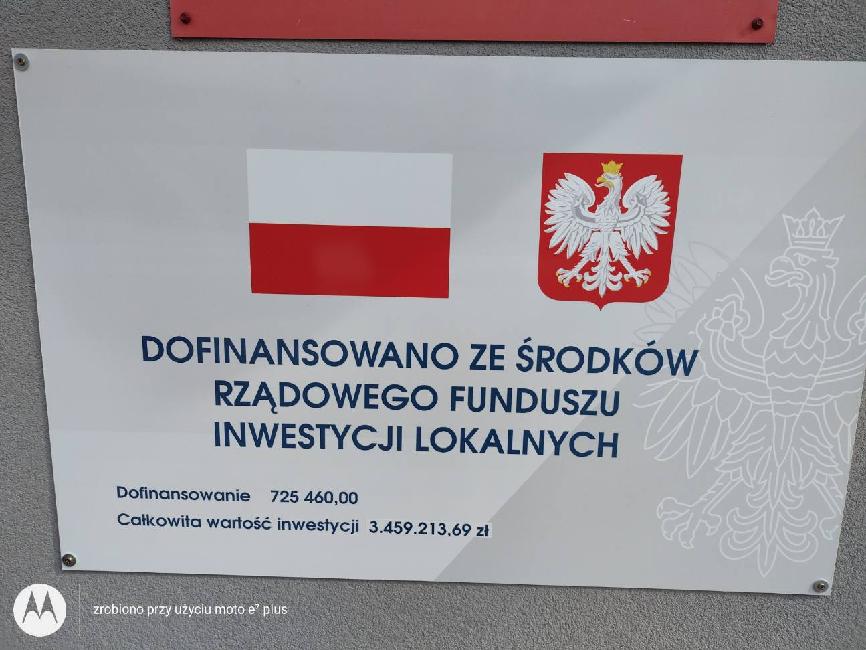 DOFINANSOWANO ZE ŚRODKÓW
RZĄDOWEGO FUNDUSZU
INWESTYCJI LOKALNYCH
Dofinansowanie 725 460,00
Całkowita wartość inwestycji 3.459.213,69 zł
zrobiono przy użyciu moto e⁷ plus